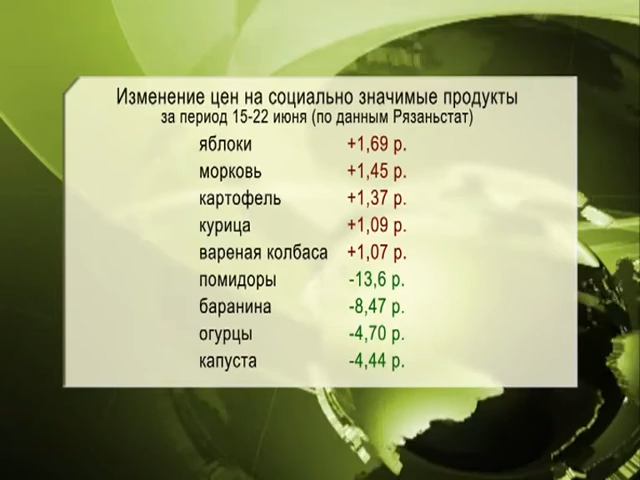 Изменение цен на социально значимые продукты
за период 15-22 июня (по данным Рязаньстат)
яблоки +1,69 р.
морковь +1,45 р.
картофель +1,37 р.
курица +1,09 р.
вареная колбаса +1,07 р.
помидоры -13,6 р.
баранина -8,47 р.
огурцы -4,70 р.
капуста -4,44 р.